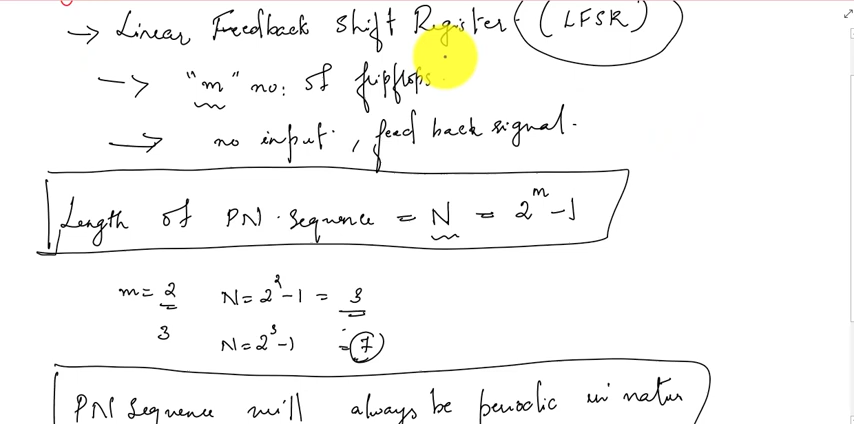 → Linear Feedback Shift Register (LFSR)
→ "m" no: of flipflops
→ no input, feed back signal.
Length of PN Sequence = N = 2^m - 1
m = 2 N = 2^2 - 1 = 3
3 N = 2^3 - 1 = 7
PN Sequence will always be periodic in natur